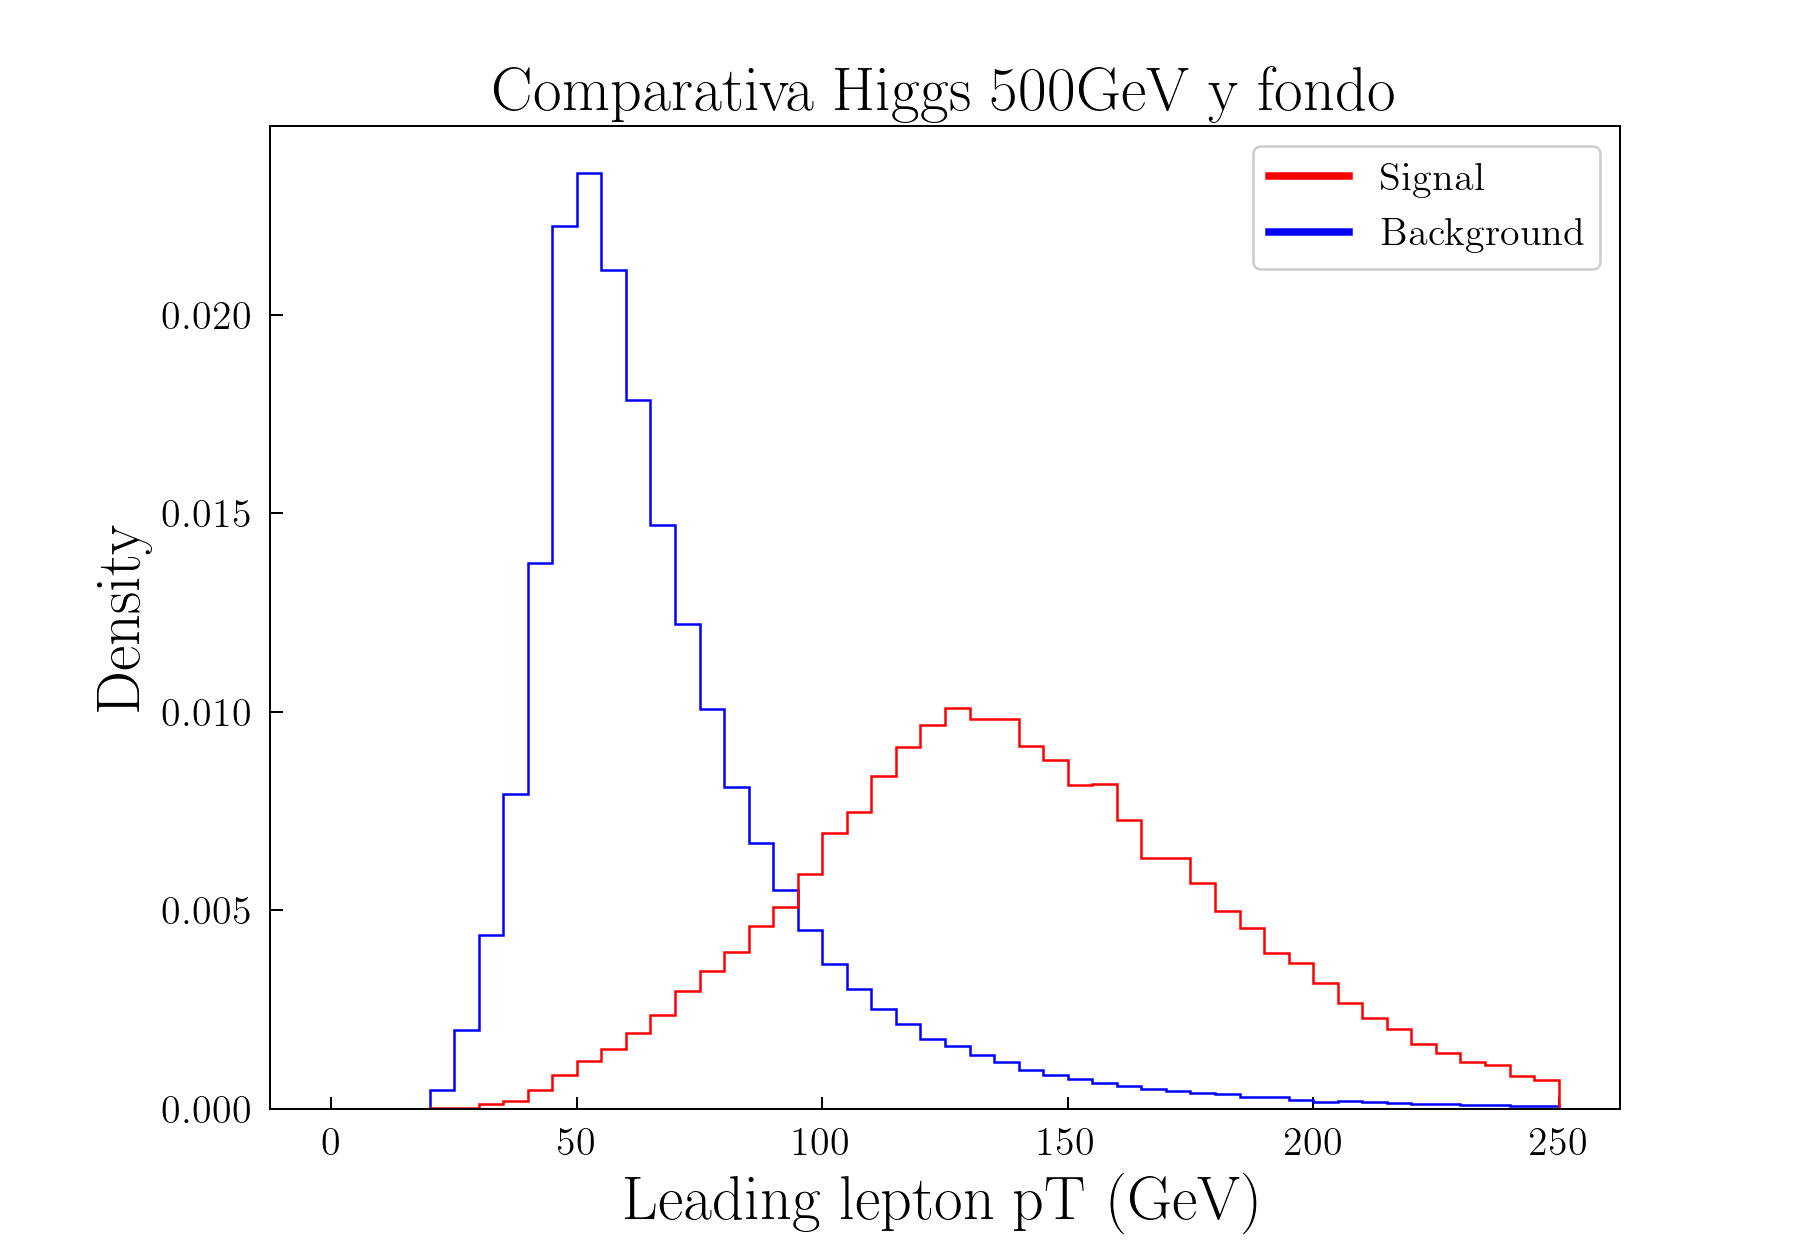 Comparativa Higgs 500GeV y fondo
Signal
Background
0.020
0.015
0.010
0.005
0.000
Density
0 50 100 150 200 250
Leading lepton pT (GeV)